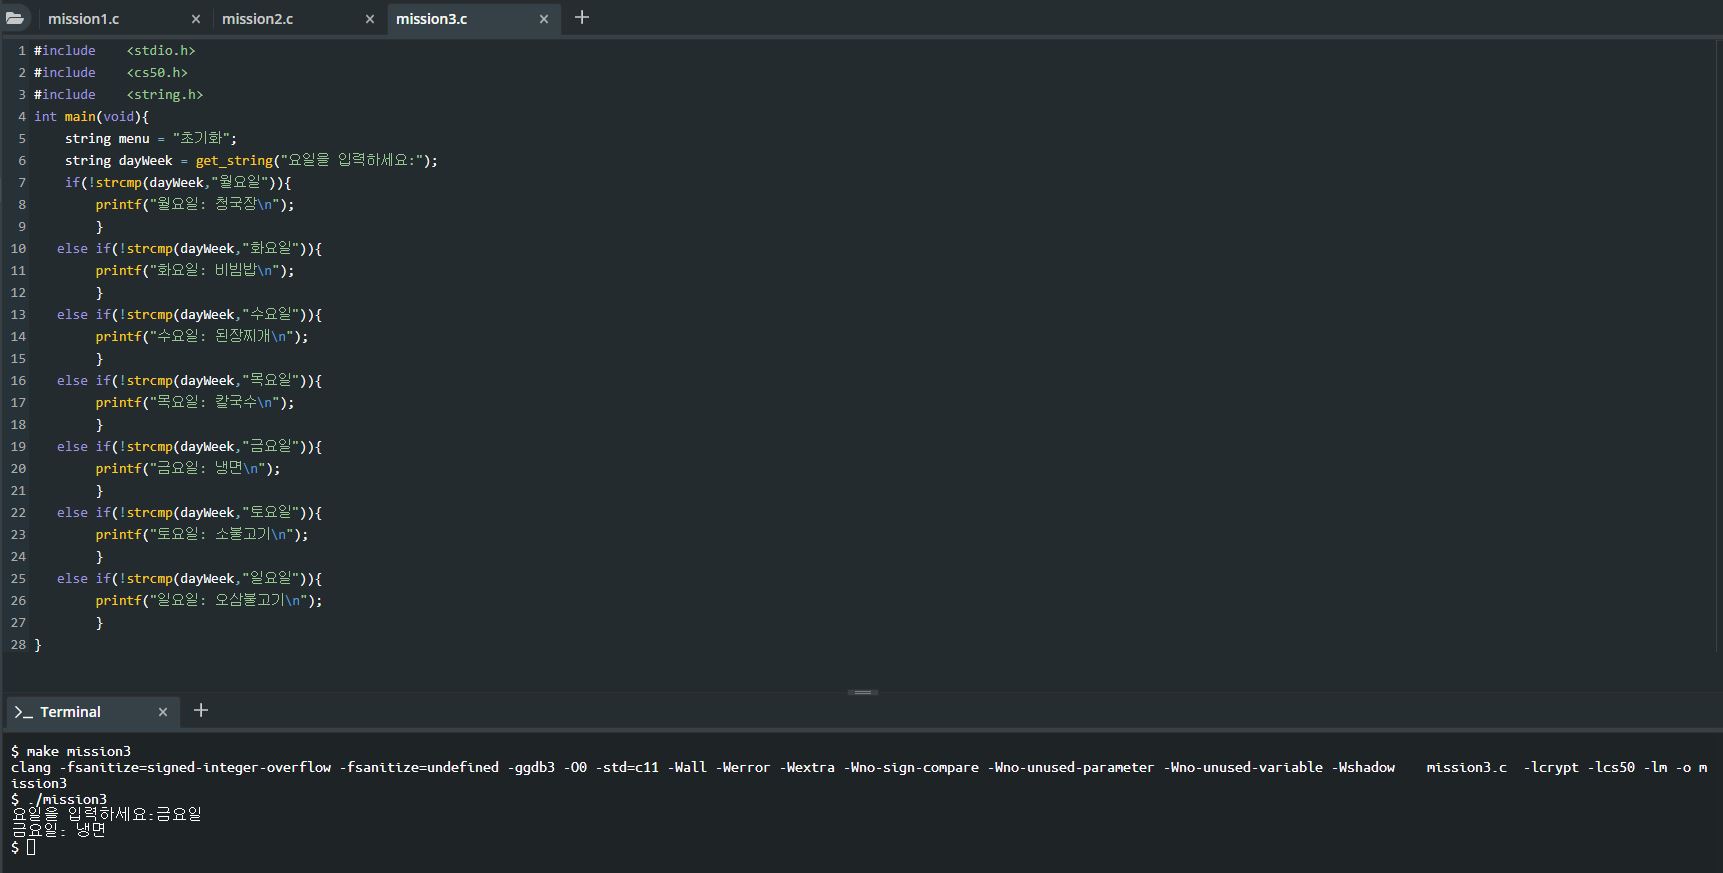 mission1.c × mission2.c × mission3.c × +
1 #include    <stdio.h>
2 #include    <cs50.h>
3 #include    <string.h>
4 int main(void){
5     string menu = "초기화";
6     string dayWeek = get_string("요일을 입력하세요:");
7     if(!strcmp(dayWeek,"월요일")){
8         printf("월요일: 청국장\n");
9         }
10    else if(!strcmp(dayWeek,"화요일")){
11        printf("화요일: 비빔밥\n");
12        }
13    else if(!strcmp(dayWeek,"수요일")){
14        printf("수요일: 된장찌개\n");
15        }
16    else if(!strcmp(dayWeek,"목요일")){
17        printf("목요일: 칼국수\n");
18        }
19    else if(!strcmp(dayWeek,"금요일")){
20        printf("금요일: 냉면\n");
21        }
22    else if(!strcmp(dayWeek,"토요일")){
23        printf("토요일: 소불고기\n");
24        }
25    else if(!strcmp(dayWeek,"일요일")){
26        printf("일요일: 오삼불고기\n");
27        }
28 }
>_ Terminal × +
$ make mission3
clang -fsanitize=signed-integer-overflow -fsanitize=undefined -ggdb3 -O0 -std=c11 -Wall -Werror -Wextra -Wno-sign-compare -Wno-unused-parameter -Wno-unused-variable -Wshadow    mission3.c  -lcrypt -lcs50 -lm -o m
ission3
$ ./mission3
요일을 입력하세요:금요일
금요일: 냉면
$